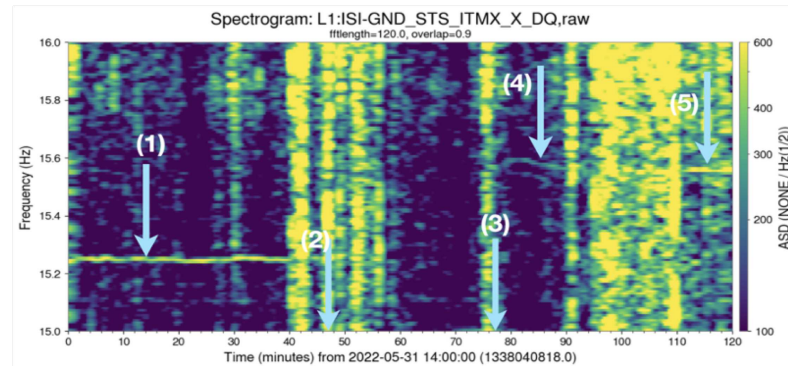 Spectrogram: L1:ISI-GND_STS_ITMX_X_DQ,raw
fftlength=120.0, overlap=0.9
16.0
15.8
15.6
15.4
15.2
15.0
Frequency (Hz)
(1)
(2)
(3)
(4)
(5)
0 10 20 30 40 50 60 70 80 90 100 110 120
Time (minutes) from 2022-05-31 14:00:00 (1338040818.0)
600
400
300
200
100
ASD (NONE / Hz(1/2))